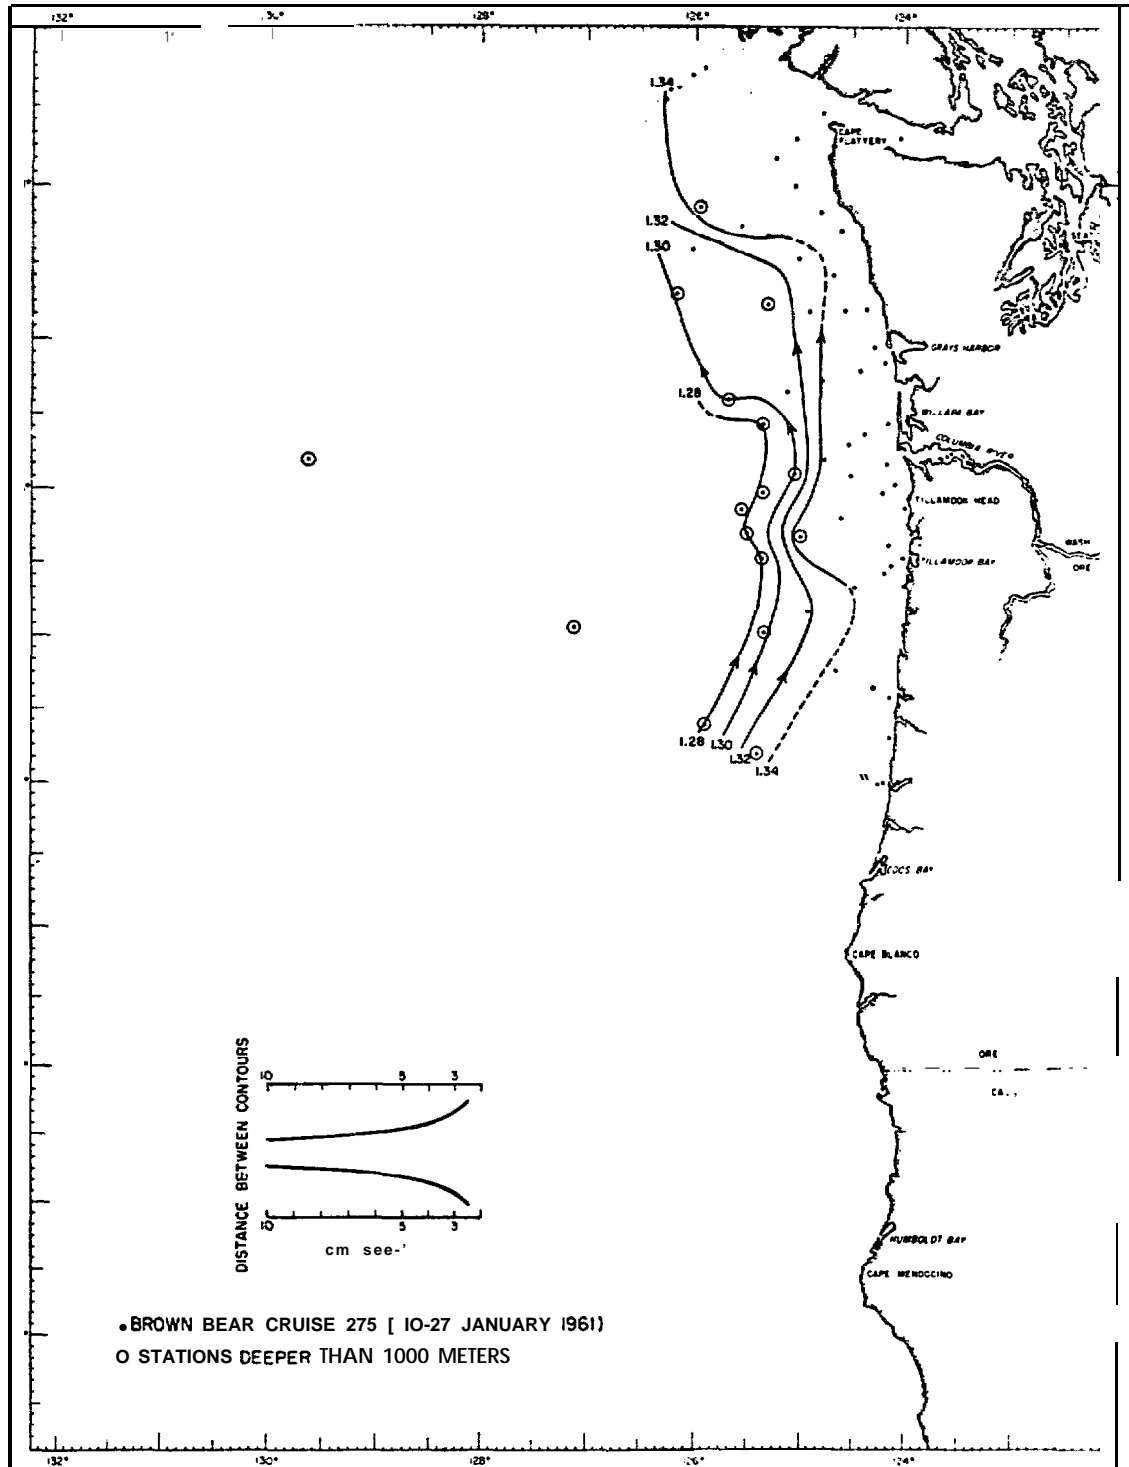 132°
130°
128°
126°
124°
1°
1.34
CAPE
FLATTERY
1.32
1.30
GRAYS HARBOR
1.28
WILLAPA BAY
COLUMBIA RIVER
TILLAMOOK HEAD
WASH
ORE
TILLAMOOK BAY
1.28
1.30
1.32
1.34
COOS BAY
CAPE BLANCO
ORE
DISTANCE BETWEEN CONTOURS
10 5 3
10 5 3
cm see-'
HUMBOLDT BAY
CAPE MENDOCINO
•BROWN BEAR CRUISE 275 [ IO-27 JANUARY 1961)
O STATIONS DEEPER THAN 1000 METERS
132°
130°
128°
126°
124°